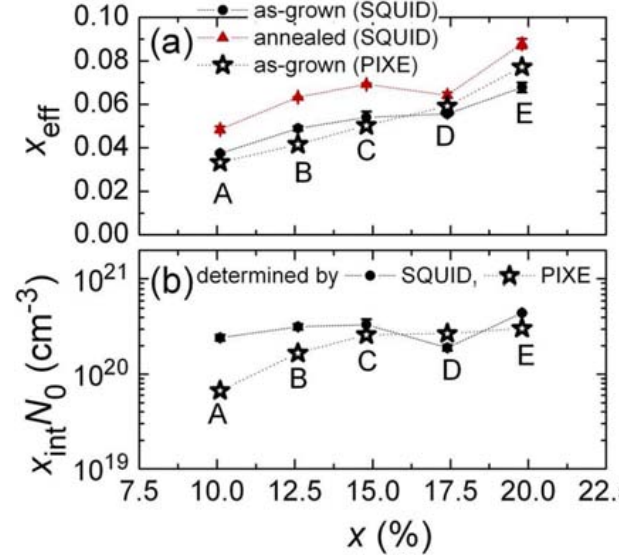 (a)
as-grown (SQUID)
annealed (SQUID)
as-grown (PIXE)
0.10
0.08
0.06
0.04
0.02
0.00
x_eff
A
B
C
D
E
(b)
determined by SQUID, PIXE
10^21
10^20
10^19
x_int N_0 (cm^-3)
A
B
C
D
E
7.5 10.0 12.5 15.0 17.5 20.0 22.
x (%)